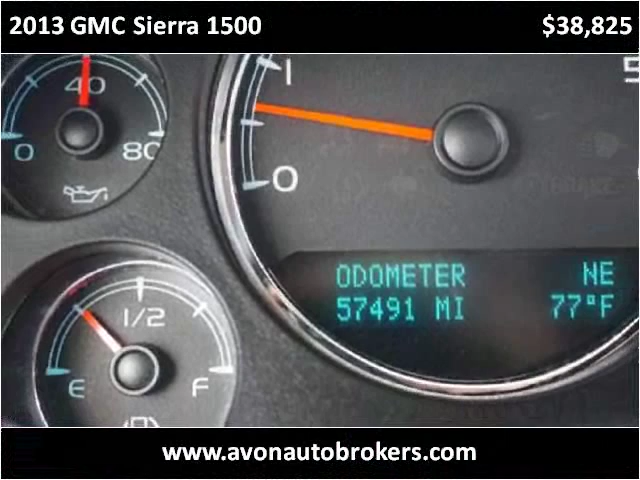 2013 GMC Sierra 1500 $38,825
40
0 80
1
0
5
ODOMETER NE
57491 MI 77°F
1/2
E F
www.avonautobrokers.com